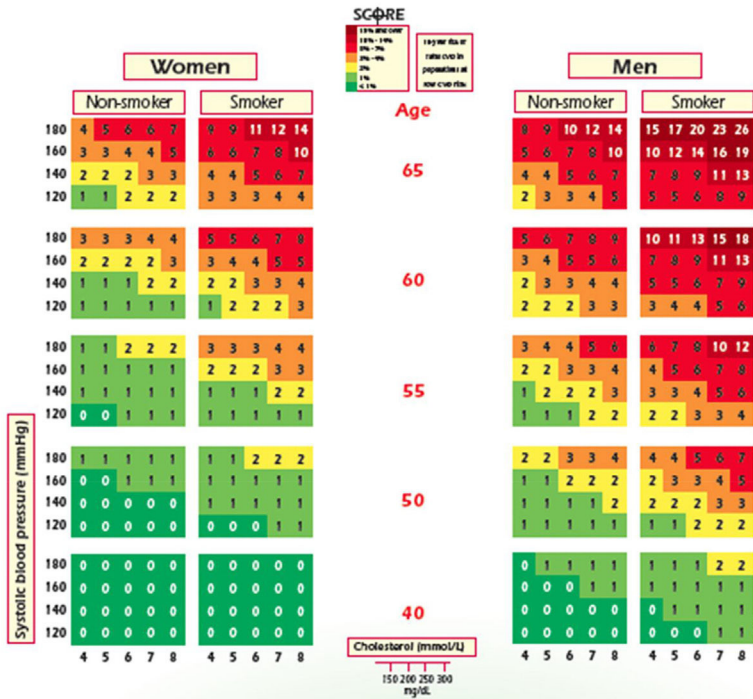 SCORE
15% and over
10% - 14%
5% - 9%
3% - 4%
2%
1%
< 1%
10-year risk of
fatal CVD in
populations at
low CVD risk
Women
Men
Non-smoker Smoker Age Non-smoker Smoker
180 4 5 6 6 7 9 9 11 12 14 8 9 10 12 14 15 17 20 23 26
160 3 3 4 4 5 6 6 7 8 10 5 6 7 8 10 10 12 14 16 19
140 2 2 2 3 3 4 4 5 6 7 65 4 4 5 6 7 7 8 9 11 13
120 1 1 2 2 2 3 3 3 4 4 2 3 3 4 5 5 5 6 8 9
180 3 3 3 4 4 5 5 6 7 8 5 6 7 8 9 10 11 13 15 18
160 2 2 2 2 3 3 4 4 5 5 3 4 5 5 6 7 8 9 11 13
140 1 1 1 2 2 2 2 3 3 4 60 2 3 3 4 4 5 5 6 7 9
120 1 1 1 1 1 1 2 2 2 3 2 2 2 3 3 3 4 4 5 6
180 1 1 2 2 2 3 3 3 4 4 3 4 4 5 6 6 7 8 10 12
160 1 1 1 1 1 2 2 2 3 3 2 2 3 3 4 4 5 6 7 8
140 1 1 1 1 1 1 1 1 2 2 55 1 2 2 2 3 3 3 4 5 6
120 0 0 1 1 1 1 1 1 1 1 1 1 1 2 2 2 2 3 3 4
180 1 1 1 1 1 1 1 2 2 2 2 2 3 3 4 4 4 5 6 7
160 0 0 1 1 1 1 1 1 1 1 1 1 2 2 2 2 3 3 4 5
140 0 0 0 0 0 1 1 1 1 1 50 1 1 1 1 2 2 2 2 3 3
120 0 0 0 0 0 0 0 0 1 1 1 1 1 1 1 1 1 2 2 2
180 0 0 0 0 0 0 0 0 0 0 0 1 1 1 1 1 1 1 2 2
160 0 0 0 0 0 0 0 0 0 0 0 0 0 1 1 1 1 1 1 1
140 0 0 0 0 0 0 0 0 0 0 40 0 0 0 0 0 0 1 1 1 1
120 0 0 0 0 0 0 0 0 0 0 0 0 0 0 0 0 0 0 1 1
4 5 6 7 8 4 5 6 7 8 4 5 6 7 8 4 5 6 7 8
Systolic blood pressure (mmHg)
Cholesterol (mmol/L)
150 200 250 300
mg/dL